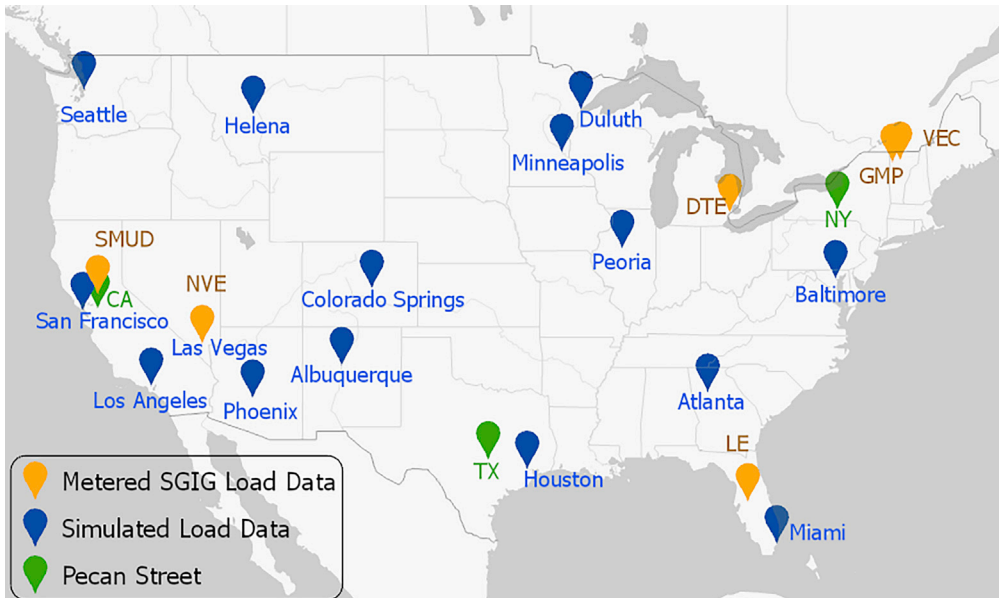 Seattle
Helena
Duluth
Minneapolis
VEC
GMP
DTE
NY
SMUD
Peoria
NVE
CA
Colorado Springs
Baltimore
San Francisco
Las Vegas
Albuquerque
Los Angeles
Phoenix
Atlanta
LE
TX
Houston
Miami
Metered SGIG Load Data
Simulated Load Data
Pecan Street